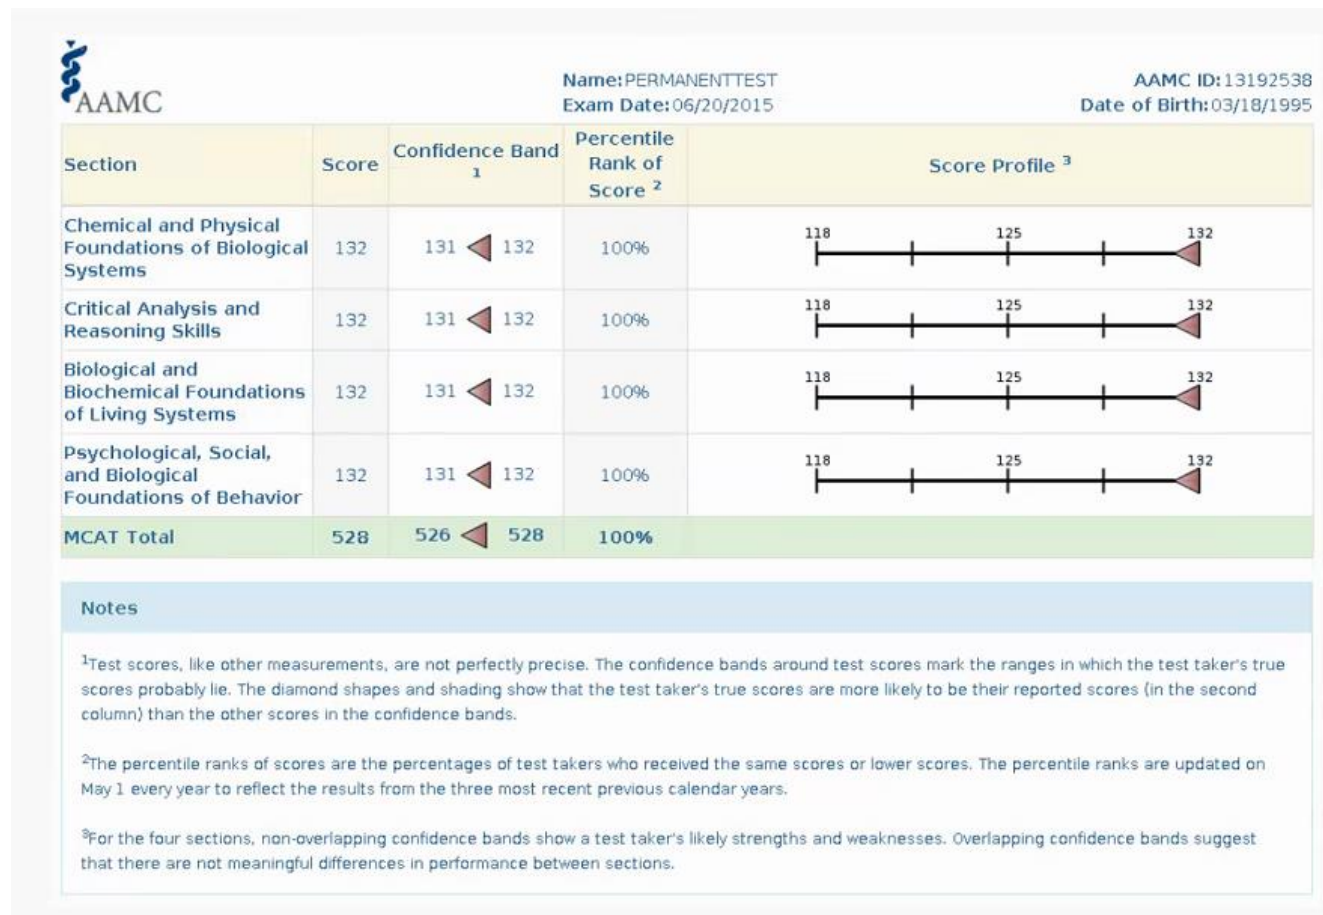 AAMC
Name: PERMANENTTEST
Exam Date: 06/20/2015
AAMC ID: 13192538
Date of Birth: 03/18/1995
Section
Score
Confidence Band
1
Percentile
Rank of
Score 2
Score Profile 3
Chemical and Physical
Foundations of Biological
Systems
132
131 132
100%
118 125 132
Critical Analysis and
Reasoning Skills
132
131 132
100%
118 125 132
Biological and
Biochemical Foundations
of Living Systems
132
131 132
100%
118 125 132
Psychological, Social,
and Biological
Foundations of Behavior
132
131 132
100%
118 125 132
MCAT Total 528 526 528 100%
Notes
1Test scores, like other measurements, are not perfectly precise. The confidence bands around test scores mark the ranges in which the test taker's true
scores probably lie. The diamond shapes and shading show that the test taker's true scores are more likely to be their reported scores (in the second
column) than the other scores in the confidence bands.
2The percentile ranks of scores are the percentages of test takers who received the same scores or lower scores. The percentile ranks are updated on
May 1 every year to reflect the results from the three most recent previous calendar years.
3For the four sections, non-overlapping confidence bands show a test taker's likely strengths and weaknesses. Overlapping confidence bands suggest
that there are not meaningful differences in performance between sections.